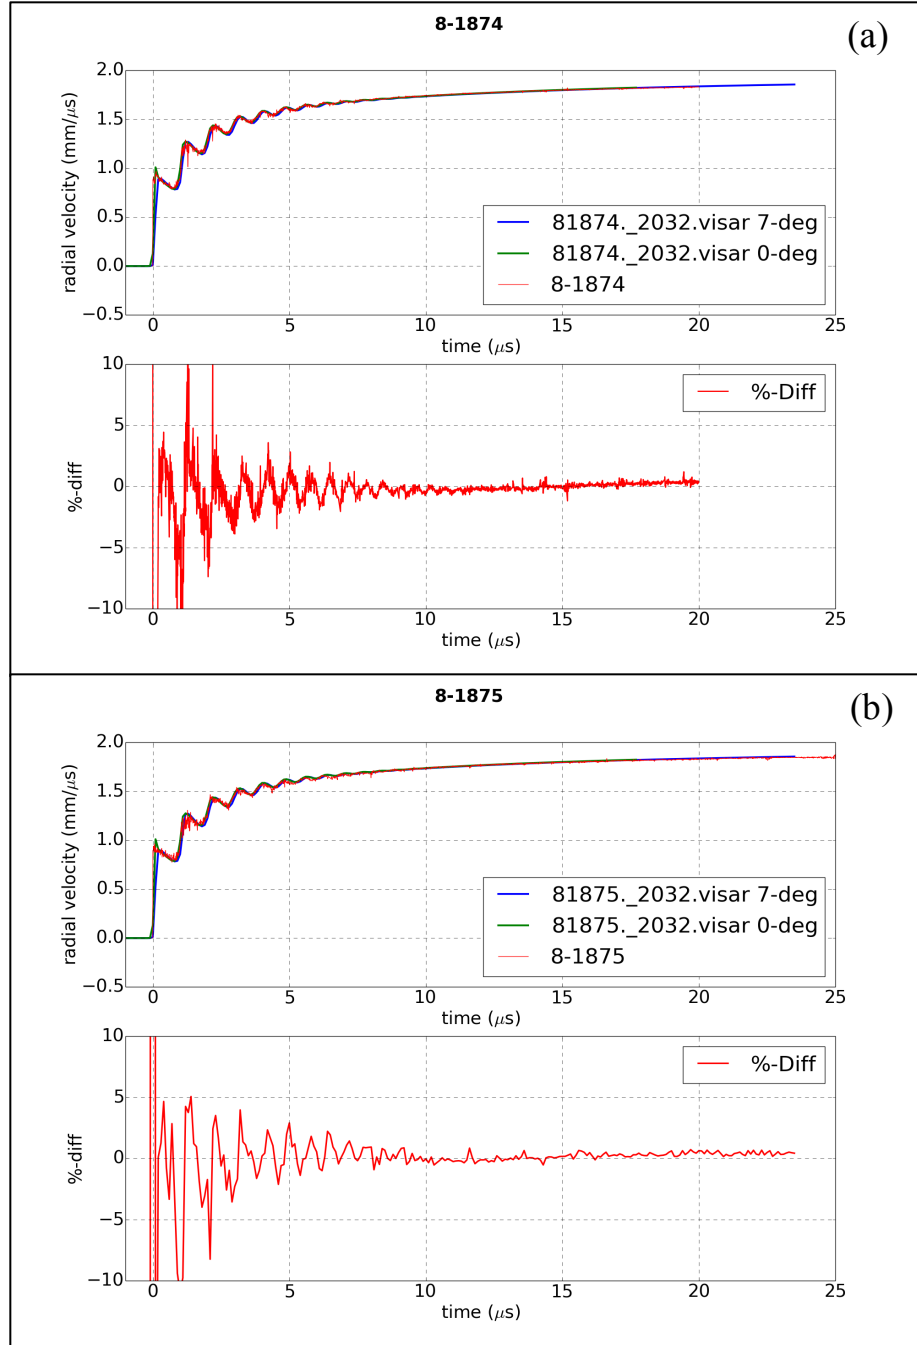 8-1874
(a)
2.0
1.5
1.0
0.5
0.0
−0.5
radial velocity (mm/μs)
81874._2032.visar 7-deg
81874._2032.visar 0-deg
8-1874
0 5 10 15 20 25
time (μs)
10
5
0
−5
−10
%-diff
%-Diff
0 5 10 15 20 25
time (μs)
8-1875
(b)
2.0
1.5
1.0
0.5
0.0
−0.5
radial velocity (mm/μs)
81875._2032.visar 7-deg
81875._2032.visar 0-deg
8-1875
0 5 10 15 20 25
time (μs)
10
5
0
−5
−10
%-diff
%-Diff
0 5 10 15 20 25
time (μs)